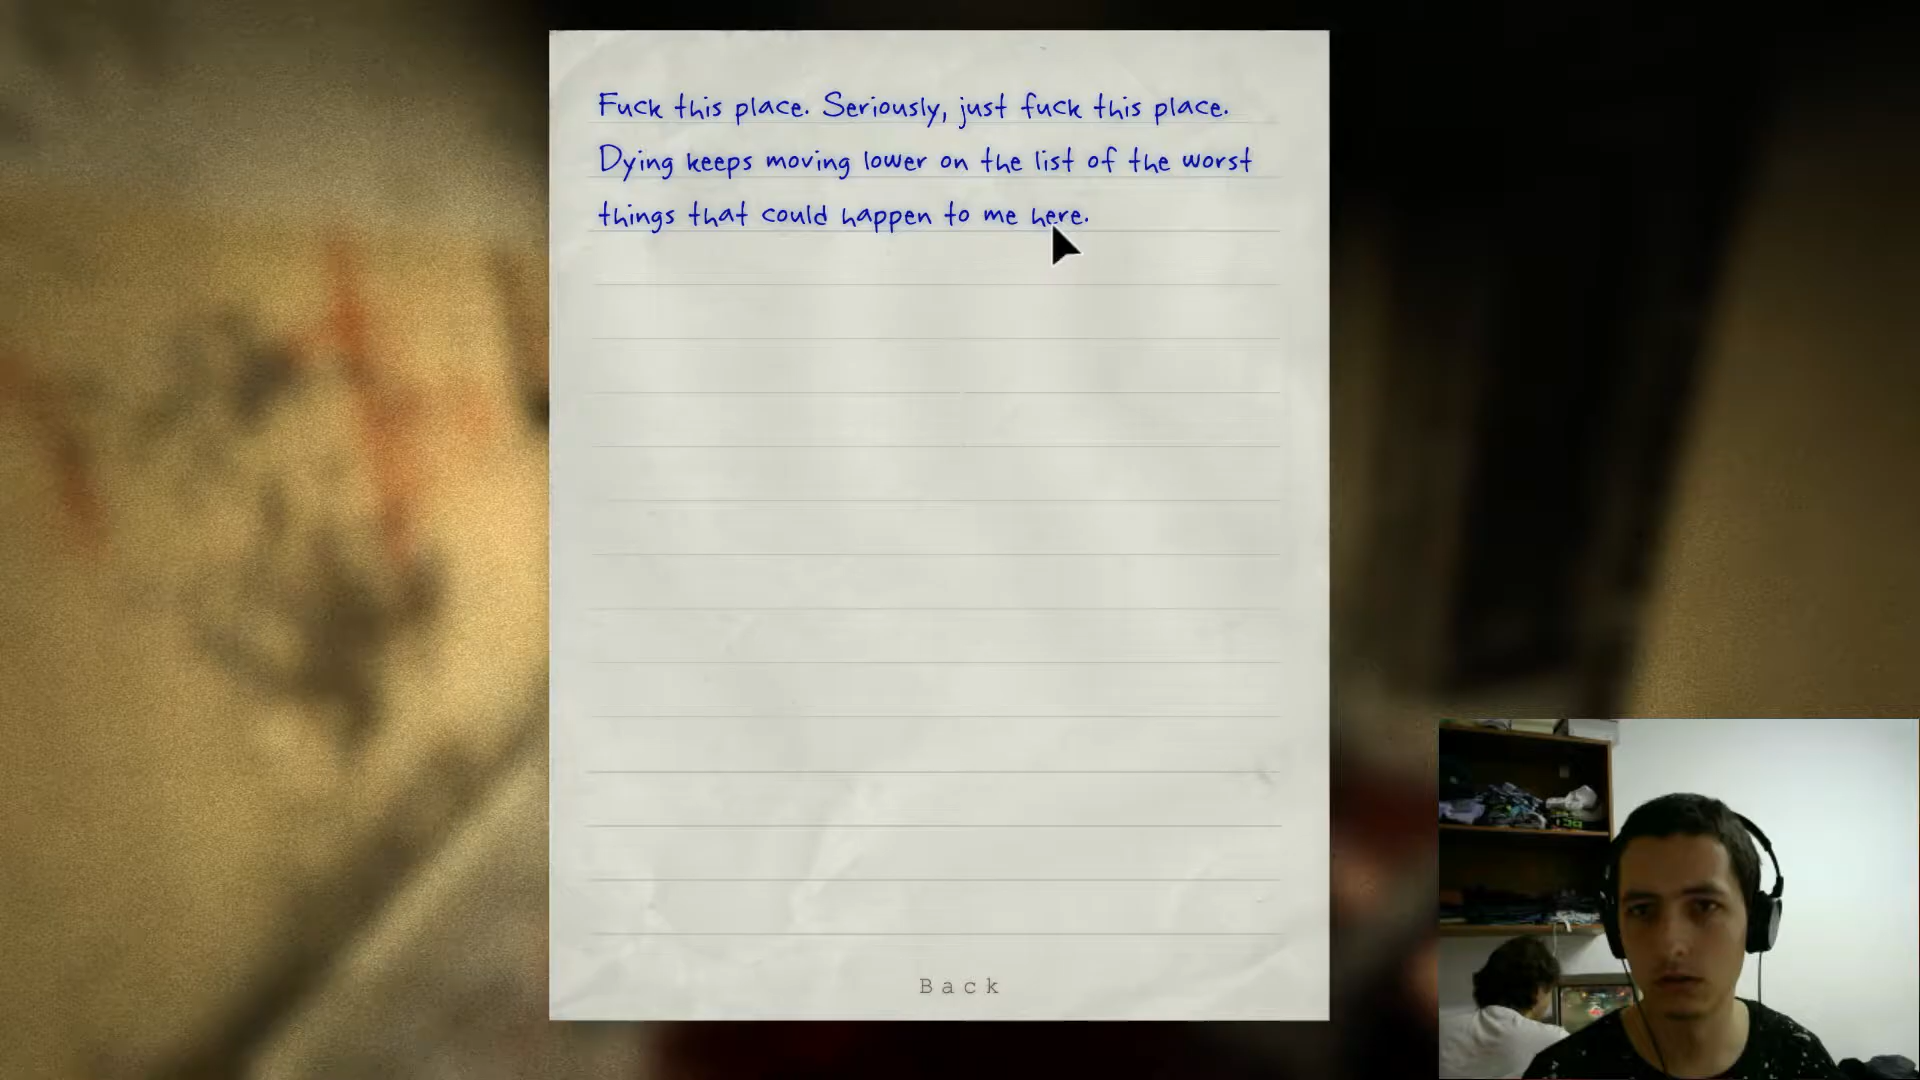 Fuck this place. Seriously, just fuck this place.
Dying keeps moving lower on the list of the worst
things that could happen to me here.
Back